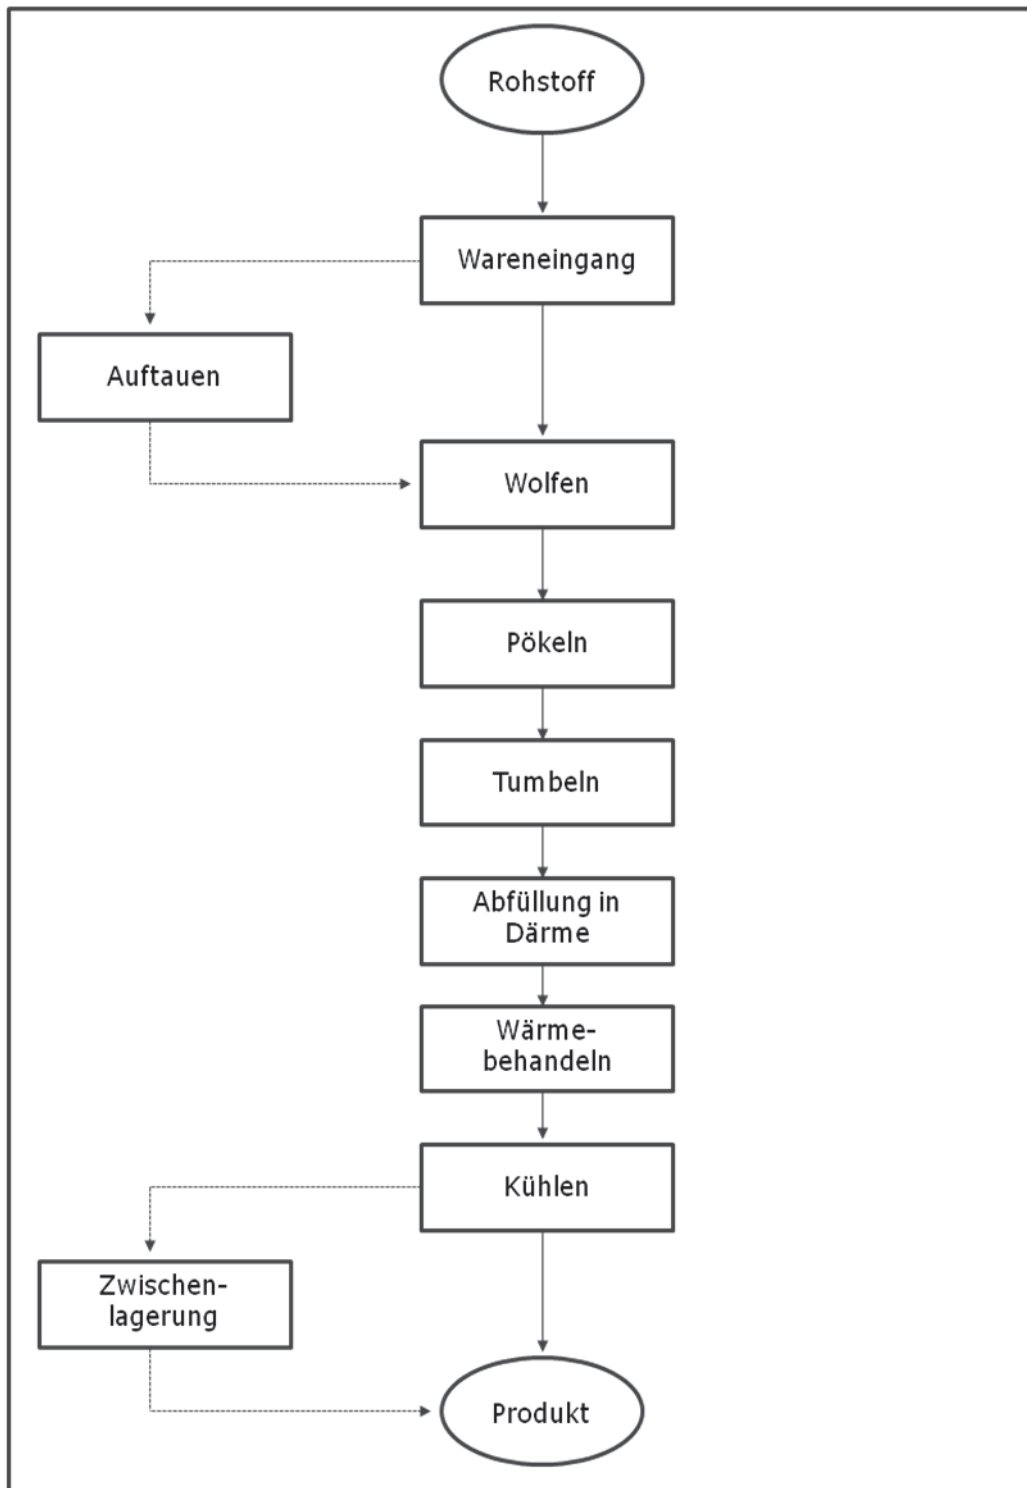 Rohstoff
Wareneingang
Auftauen
Wolfen
Pökeln
Tumbeln
Abfüllung in
Därme
Wärme-
behandeln
Kühlen
Zwischen-
lagerung
Produkt